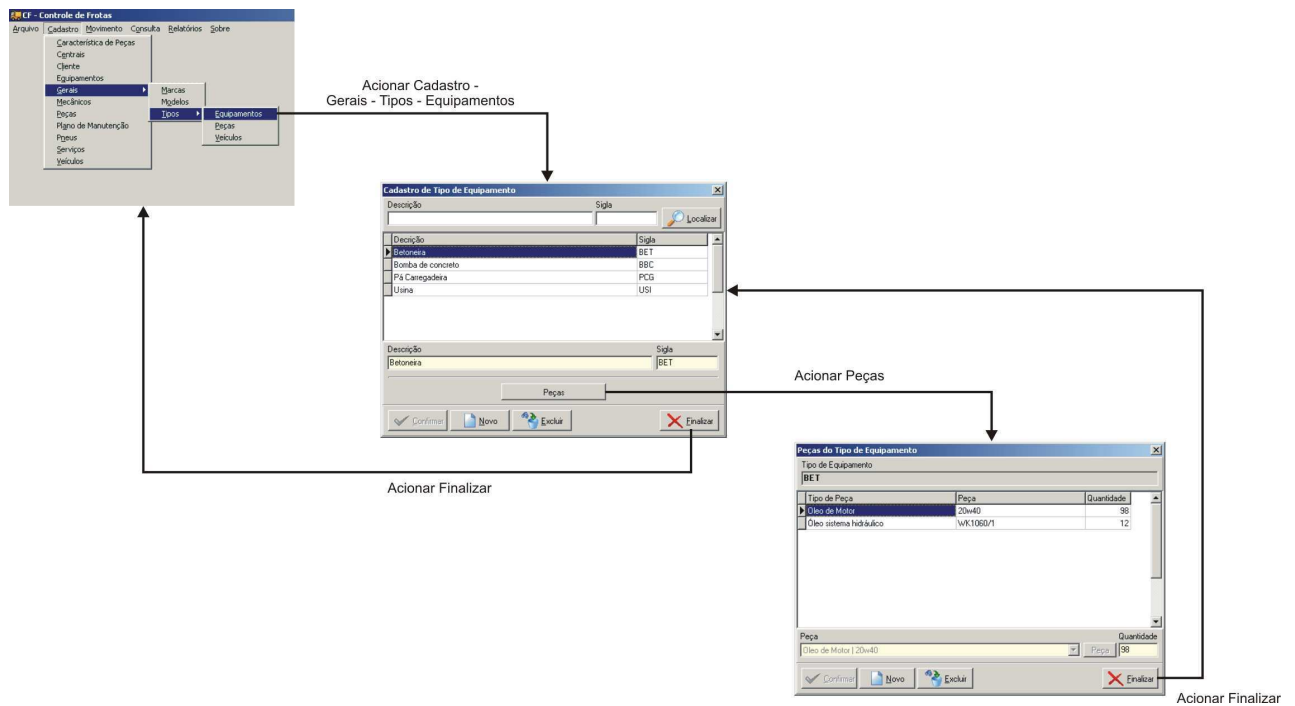 CF - Controle de Frotas
Arquivo Cadastro Movimento Consulta Relatórios Sobre
Característica de Peças
Centrais
Cliente
Equipamentos
Gerais
Mecânicos
Peças
Plano de Manutenção
Pneus
Serviços
Veículos
Marcas
Modelos
Tipos
Equipamentos
Peças
Veículos
Acionar Cadastro -
Gerais - Tipos - Equipamentos
Cadastro de Tipo de Equipamento
Descrição Sigla
Localizar
Decrição Sigla
Betoneira BET
Bomba de concreto BBC
Pá Carregadeira PCG
Usina USI
Descrição Sigla
Betoneira BET
Peças
Confirmar Novo Excluir Finalizar
Acionar Finalizar
Acionar Peças
Peças do Tipo de Equipamento
Tipo de Equipamento
BET
Tipo de Peça Peça Quantidade
Óleo de Motor 20w40 98
Óleo sistema hidráulico WK1060/1 12
Peça Quantidade
Óleo de Motor | 20w40 Peça 98
Confirmar Novo Excluir Finalizar
Acionar Finalizar